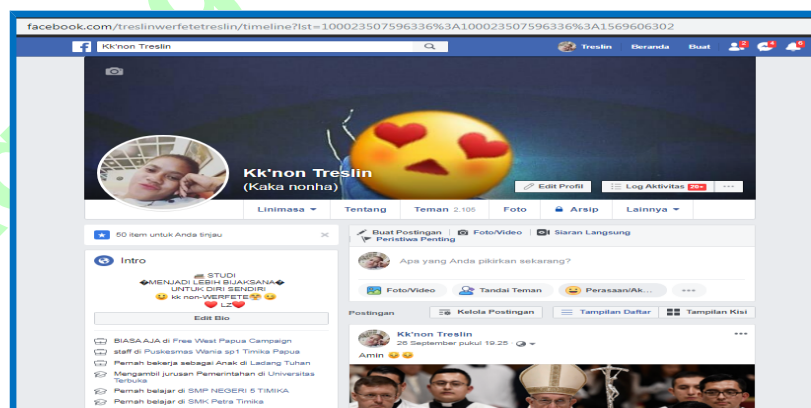 facebook.com/treslinwerfetetreslin/timeline?lst=100023507596336%3A100023507596336%3A1569606302
Kk'non Treslin
Treslin Beranda Buat 2 4 6
Kk'non Treslin
(Kaka nonha)
Edit Profil Log Aktivitas 20+
Linimasa Tentang Teman 2.105 Foto Arsip Lainnya
50 item untuk Anda tinjau
Buat Postingan Foto/Video Siaran Langsung
Peristiwa Penting
Intro
STUDI
MENJADI LEBIH BIJAKSANA
UNTUK DIRI SENDIRI
kk non-WERFETE
LZ
Edit Bio
Apa yang Anda pikirkan sekarang?
Foto/Video Tandai Teman Perasaan/Ak...
Postingan Kelola Postingan Tampilan Daftar Tampilan Kisi
BIASA AJA di Free West Papua Campaign
staff di Puskesmas Wania sp1 Timika Papua
Pernah bekerja sebagai Anak di Ladang Tuhan
Mengambil jurusan Pemerintahan di Universitas
Terbuka
Pernah belajar di SMP NEGERI 5 TIMIKA
Pernah belajar di SMK Petra Timika
Kk'non Treslin
26 September pukul 19.25
Amin